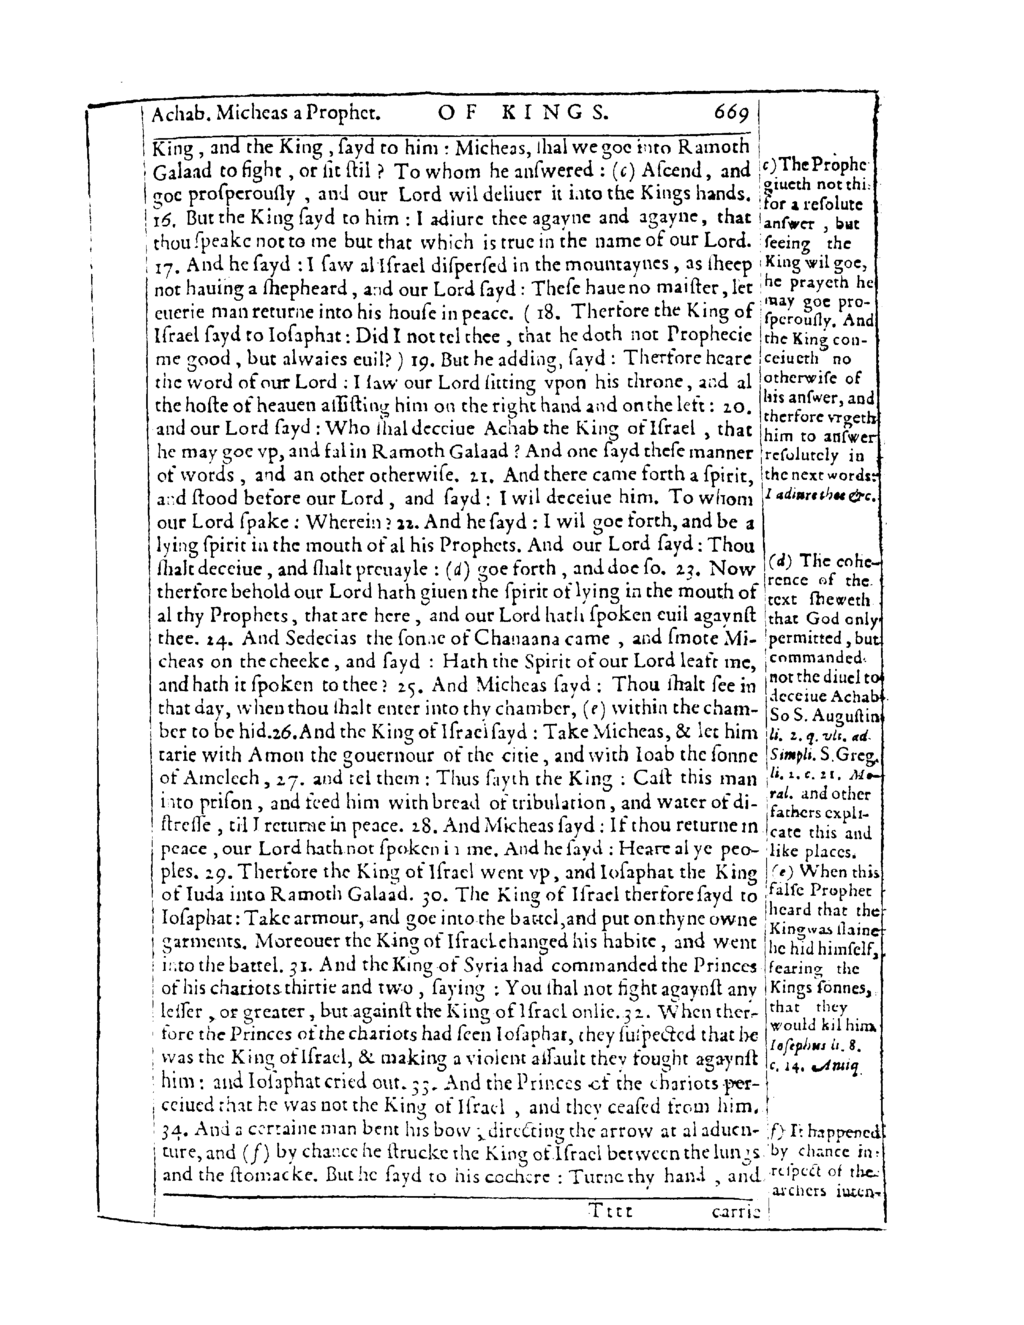 Achab. Micheas a Prophet. OF KINGS. 669
King, and the King, ſayd to him: Micheas, ſhal we goe into Ramoth
Galaad to fight, or ſit ſtil? To whom he anſwered: (c) Aſcend, and
goe proſperouſly, and our Lord wil deliuer it into the Kings hands.
16. But the King ſayd to him: I adiure thee agayne and agayne, that
thou ſpeake not to me but that which is true in the name of our Lord.
17. And he ſayd: I ſaw al Iſrael diſperſed in the mountaynes, as ſheep
not hauing a ſhepheard, and our Lord ſayd: Theſe haue no maiſter, let
euerie man returne into his houſe in peace. (18. Therfore the King of
Iſrael ſayd to Ioſaphat: Did I not tel thee, that he doth not Prophecie
me good, but alwaies euil?) 19. But he adding, ſayd: Therfore heare
the word of our Lord: I ſaw our Lord ſitting vpon his throne, and al
the hoſte of heauen aſſiſting him on the right hand and on the left: 20.
and our Lord ſayd: Who ſhal deceiue Achab the King of Iſrael, that
he may goe vp, and fal in Ramoth Galaad? And one ſayd theſe manner
of words, and an other otherwiſe. 21. And there came forth a ſpirit,
and ſtood before our Lord, and ſayd: I wil deceiue him. To whom
our Lord ſpake: Wherein? 22. And he ſayd: I wil goe forth, and be a
lying ſpirit in the mouth of al his Prophets. And our Lord ſayd: Thou
ſhalt deceiue, and ſhalt preuayle: (d) goe forth, and doe ſo. 23. Now
therfore behold our Lord hath giuen the ſpirit of lying in the mouth of
al thy Prophets, that are here, and our Lord hath ſpoken euil agaynſt
thee. 24. And Sedecias the ſonne of Chanaana came, and ſmote Mi-
cheas on the cheeke, and ſayd: Hath the Spirit of our Lord leaft me,
and hath it ſpoken to thee? 25. And Micheas ſayd: Thou ſhalt ſee in
that day, when thou ſhalt enter into thy chamber, (e) within the cham-
ber to be hid. 26. And the King of Iſrael ſayd: Take Micheas, & let him
tarie with Amon the gouernour of the citie, and with Ioab the ſonne
of Amelech, 27. and tel them: Thus ſayth the King: Caſt this man
into priſon, and feed him with bread of tribulation, and water of di-
ſtreſſe, til I returne in peace. 28. And Micheas ſayd: If thou returne in
peace, our Lord hath not ſpoken in me. And he ſayd: Heare al ye peo-
ples. 29. Therfore the King of Iſrael went vp, and Ioſaphat the King
of Iuda into Ramoth Galaad. 30. The King of Iſrael therfore ſayd to
Ioſaphat: Take armour, and goe into the battel, and put on thyne owne
garments. Moreouer the King of Iſrael changed his habite, and went
into the battel. 31. And the King of Syria had commanded the Princes
of his chariots thirtie and two, ſaying: You ſhal not fight agaynſt any
leſſer, or greater, but againſt the King of Iſrael onlie. 32. When ther-
fore the Princes of the chariots had ſeen Ioſaphat, they ſuſpected that he
was the King of Iſrael, & making a violent aſſault they fought agaynſt
him: and Ioſaphat cried out. 33. And the Princes of the chariots per-
ceiued that he was not the King of Iſrael, and they ceaſed from him.
34. And a certaine man bent his bow, directing the arrow at al aduen-
ture, and (f) by chance he ſtrucke the King of Iſrael between the lungs
and the ſtomacke. But he ſayd to his cochere: Turne thy hand, and
Tttt carrie
c) The Prophe
giueth not thi
for a reſolute
anſwer, but
ſeeing the
King wil goe,
he prayeth he
may goe pro-
ſperouſly. And
the King con-
ceiueth no
otherwiſe of
his anſwer, and
therfore vrgeth
him to anſwer
reſolutely in
the next words:
I adiure thee &c.
(d) The cohe-
rence of the
text ſheweth
that God only
permitted, but
commanded
not the diuel to
deceiue Achab.
So S. Auguſtin
li. 2. q. vlt. ad
Simpli. S. Greg.
li. 2. c. 21. Mo-
ral. and other
fathers expli-
cate this and
like places.
(e) When this
falſe Prophet
heard that the
King was ſlaine
he hid himſelf,
fearing the
Kings ſonnes,
that they
would kil him.
Ioſephus li. 8.
c. 14. Antiq.
f) It happened
by chance in
reſpect of the
archers inten-